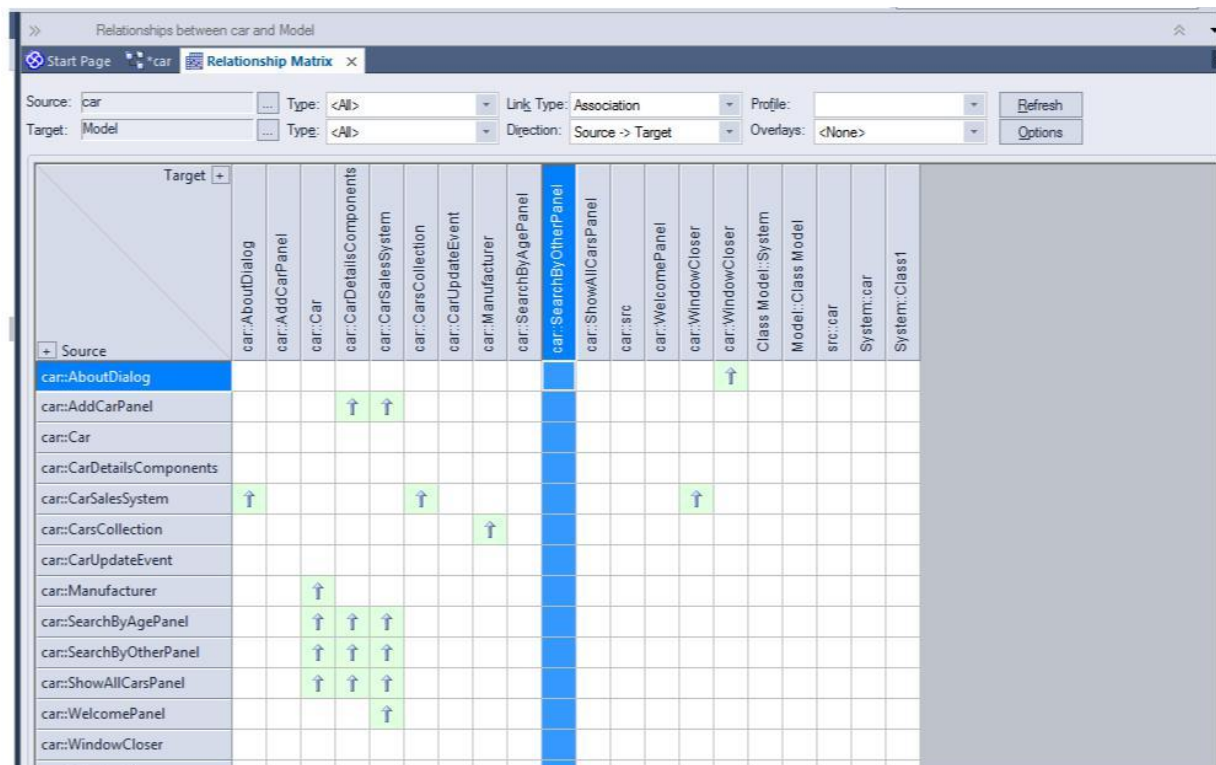 Relationships between car and Model
Start Page *car Relationship Matrix
Source: car ... Type: <All> Link Type: Association Profile: Refresh
Target: Model ... Type: <All> Direction: Source -> Target Overlays: <None> Options
Target +
+ Source
car::AboutDialog
car::AddCarPanel
car::Car
car::CarDetailsComponents
car::CarSalesSystem
car::CarsCollection
car::CarUpdateEvent
car::Manufacturer
car::SearchByAgePanel
car::SearchByOtherPanel
car::ShowAllCarsPanel
car::src
car::WelcomePanel
car::WindowCloser
car::WindowCloser
Class Model::System
Model::Class Model
src::car
System::car
System::Class1
car::AboutDialog
car::AddCarPanel
car::Car
car::CarDetailsComponents
car::CarSalesSystem
car::CarsCollection
car::CarUpdateEvent
car::Manufacturer
car::SearchByAgePanel
car::SearchByOtherPanel
car::ShowAllCarsPanel
car::WelcomePanel
car::WindowCloser